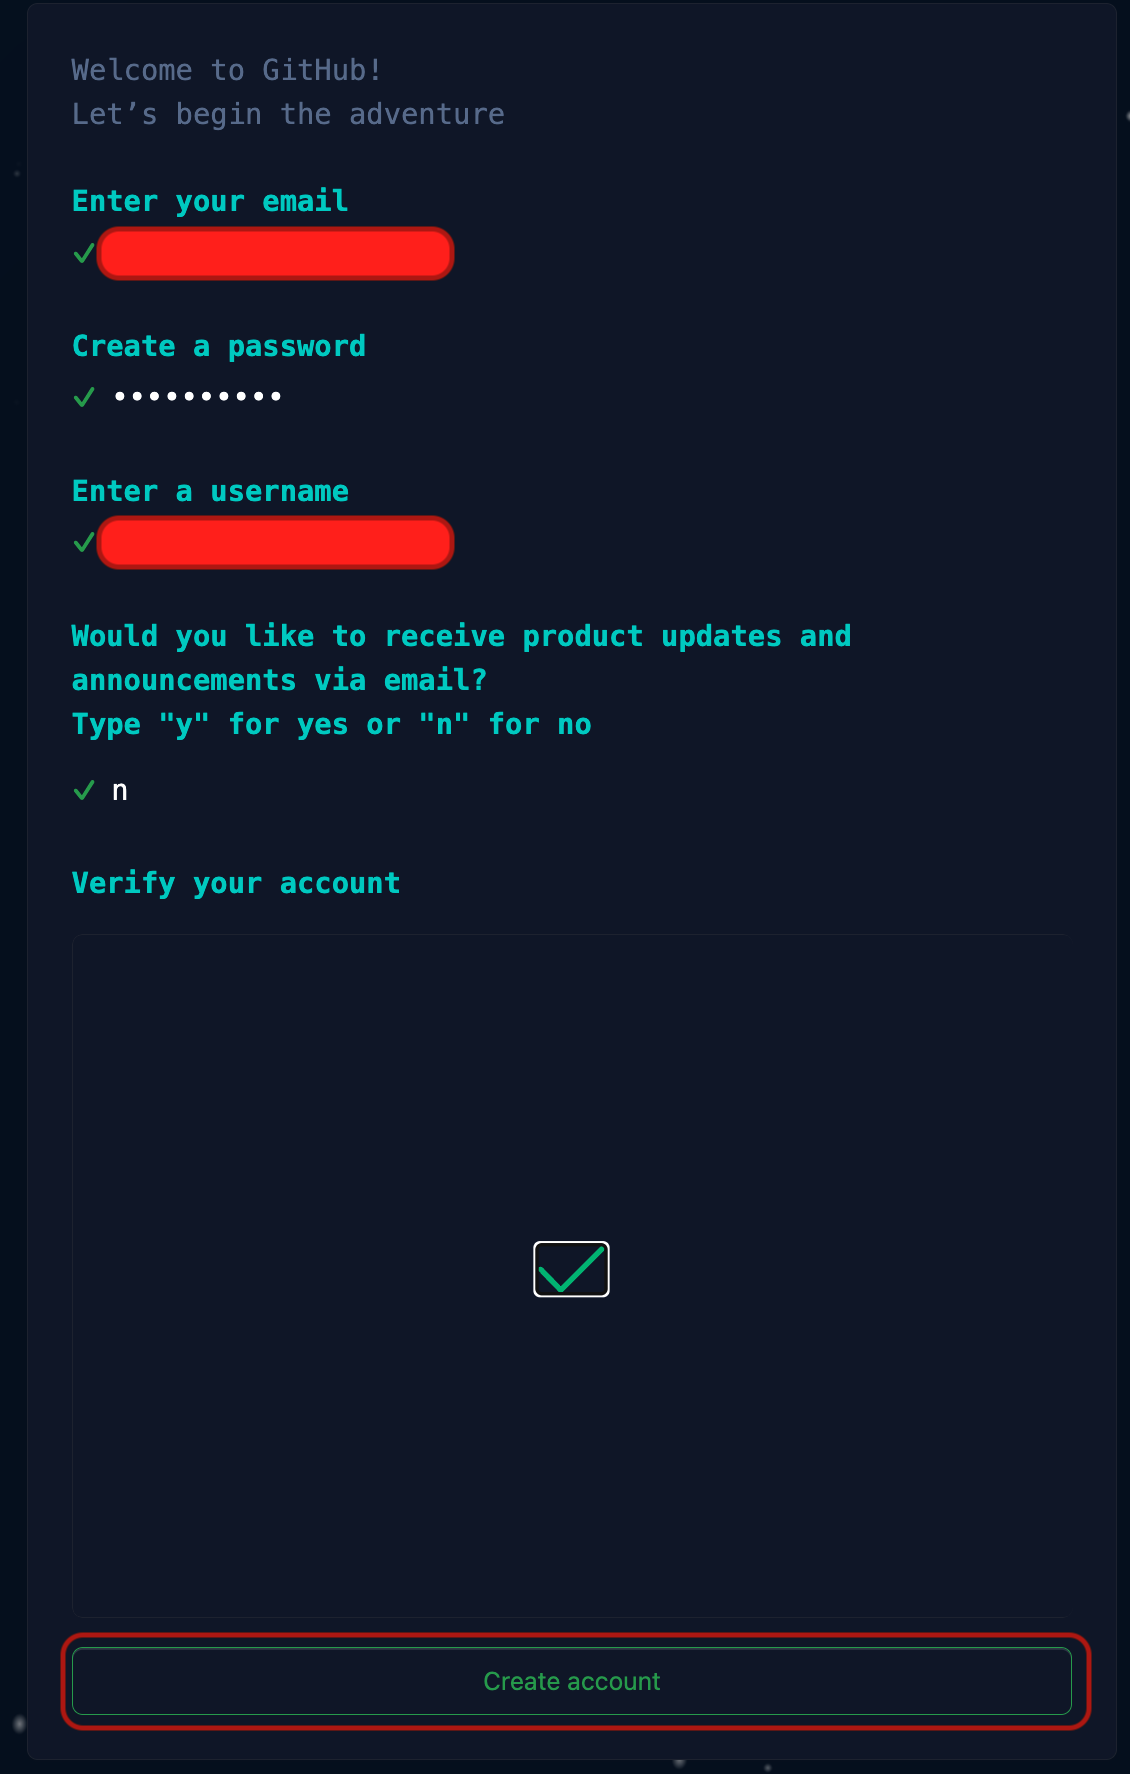 Welcome to GitHub!
Let’s begin the adventure
Enter your email
Create a password
••••••••••
Enter a username
Would you like to receive product updates and
announcements via email?
Type "y" for yes or "n" for no
n
Verify your account
Create account